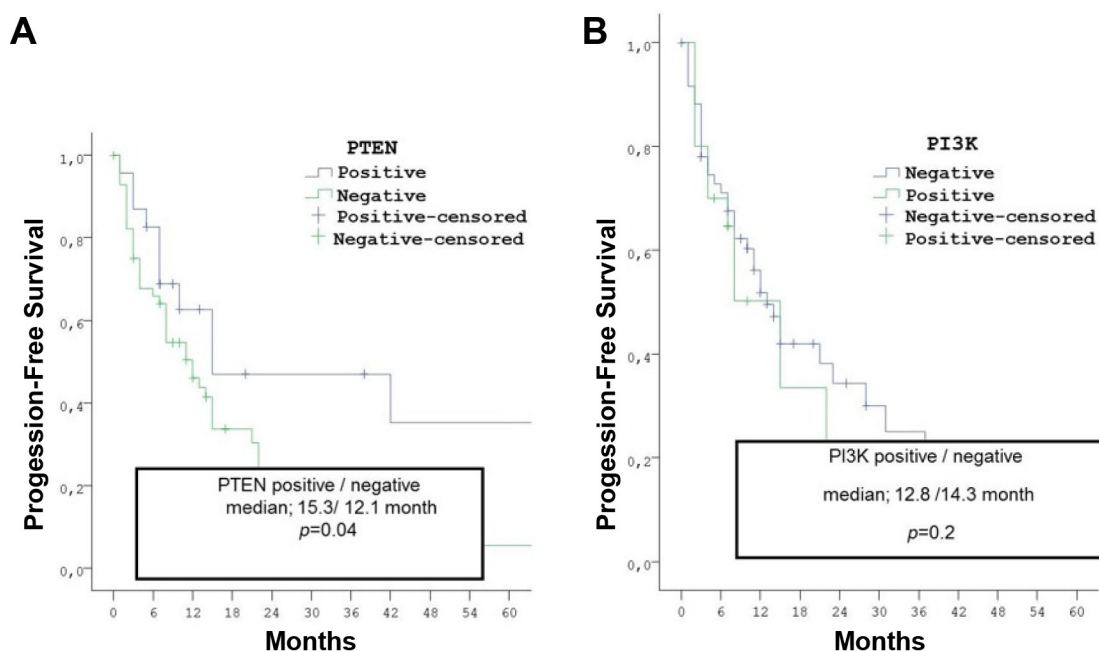 A
PTEN
Positive
Negative
Positive-censored
Negative-censored
Progession-Free Survival
1,0
0,8
0,6
0,4
0,2
0,0
PTEN positive / negative
median; 15.3/ 12.1 month
p=0.04
0 6 12 18 24 30 36 42 48 54 60
Months
B
PI3K
Negative
Positive
Negative-censored
Positive-censored
Progession-Free Survival
1,0
0,8
0,6
0,4
0,2
0,0
PI3K positive / negative
median; 12.8 /14.3 month
p=0.2
0 6 12 18 24 30 36 42 48 54 60
Months